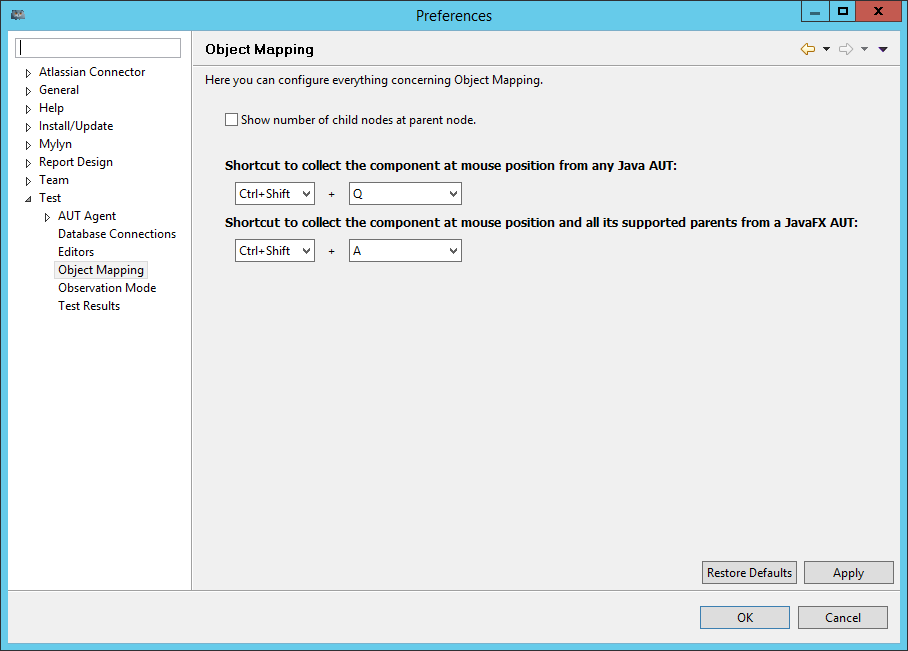 Preferences
Object Mapping
Atlassian Connector
General
Help
Install/Update
Mylyn
Report Design
Team
Test
AUT Agent
Database Connections
Editors
Object Mapping
Observation Mode
Test Results
Here you can configure everything concerning Object Mapping.
Show number of child nodes at parent node.
Shortcut to collect the component at mouse position from any Java AUT:
Ctrl+Shift + Q
Shortcut to collect the component at mouse position and all its supported parents from a JavaFX AUT:
Ctrl+Shift + A
Restore Defaults Apply
OK Cancel